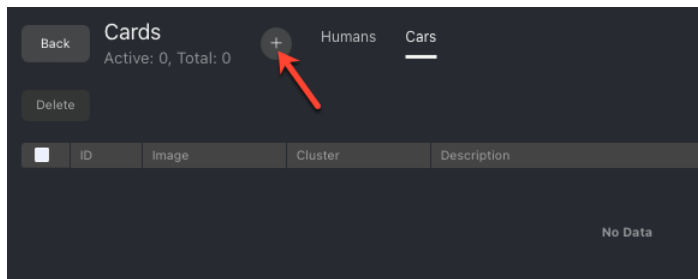 Back
Cards
Active: 0, Total: 0
+
Humans
Cars
Delete
ID
Image
Cluster
Description
No Data